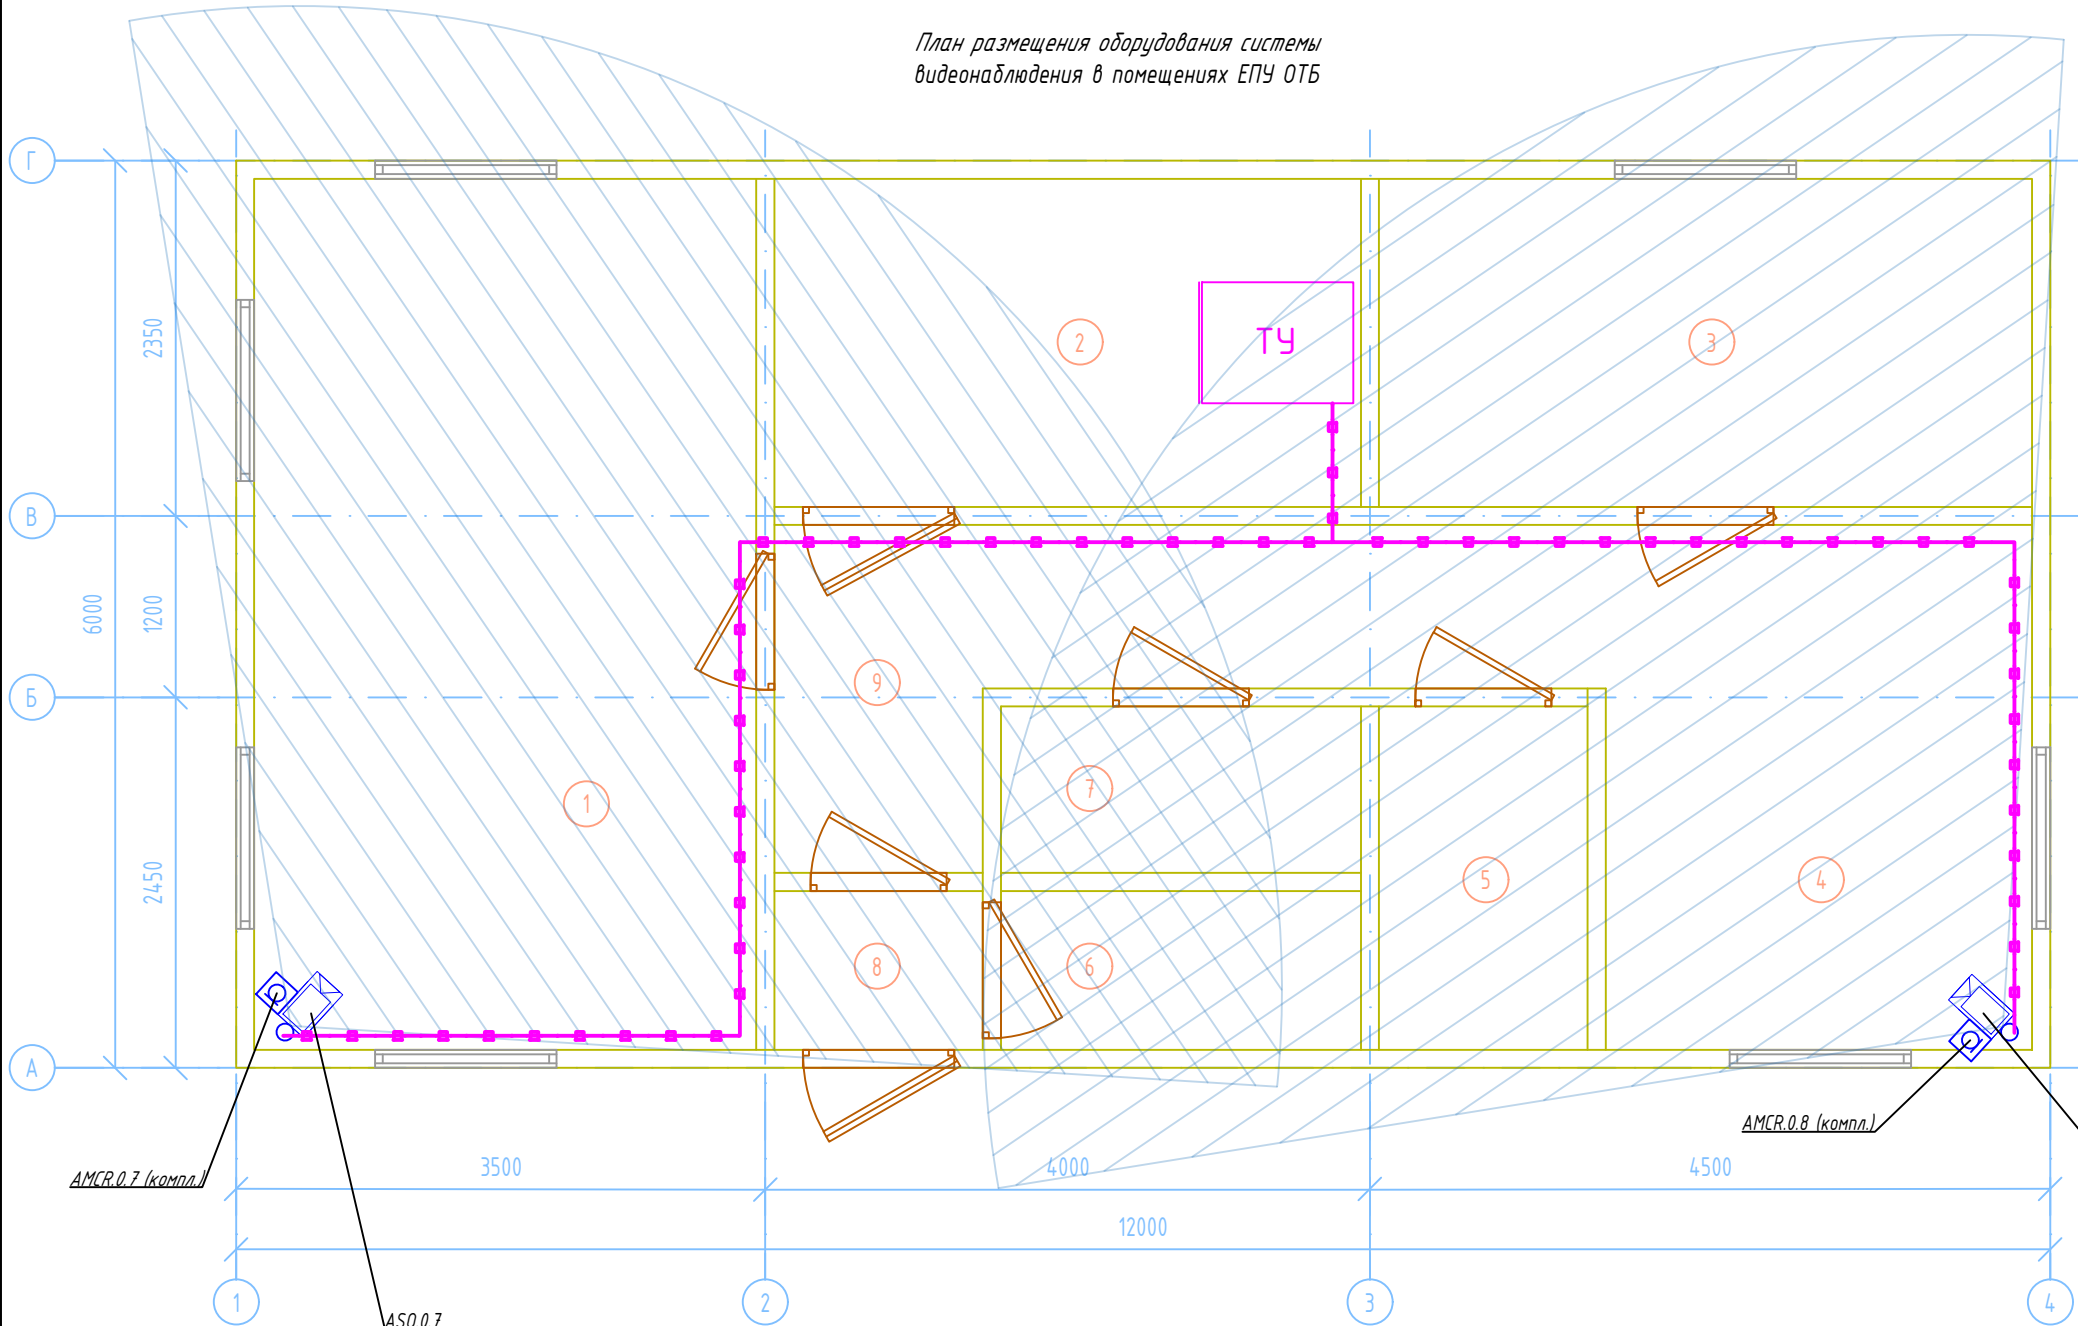 План размещения оборудования системы
видеонаблюдения в помещениях ЕПУ ОТБ
Г
В
2350
ТУ
2
3
6000
1200
Б
9
7
1
2450
5
4
8
6
А
AMCR.0.8 (компл.)
AMCR.0.7 (компл.)
3500
4000
4500
12000
1
2
3
4
ASO.0.7